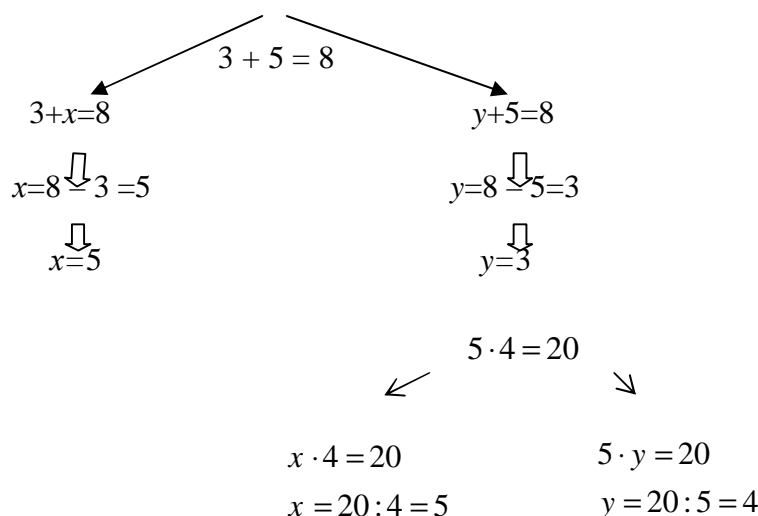 3 + 5 = 8
3+x=8 y+5=8
x=8 – 3 =5 y=8 – 5=3
x=5 y=3
5 · 4 = 20
x · 4 = 20 5 · y = 20
x = 20 : 4 = 5 y = 20 : 5 = 4